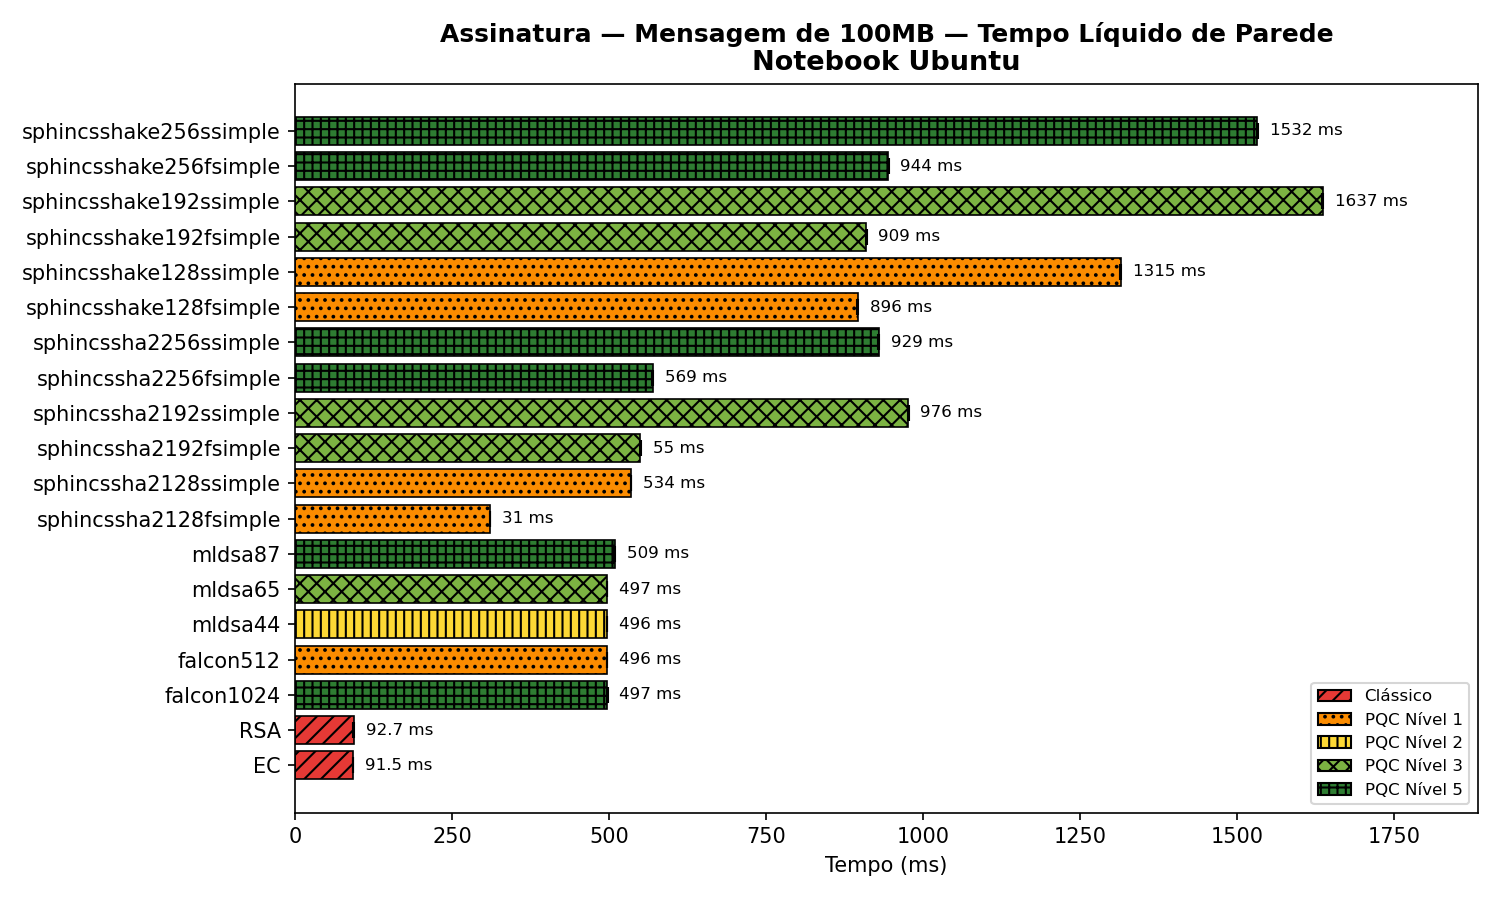 Assinatura — Mensagem de 100MB — Tempo Líquido de Parede
Notebook Ubuntu
sphincsshake256ssimple 1532 ms
sphincsshake256fsimple 944 ms
sphincsshake192ssimple 1637 ms
sphincsshake192fsimple 909 ms
sphincsshake128ssimple 1315 ms
sphincsshake128fsimple 896 ms
sphincssha2256ssimple 929 ms
sphincssha2256fsimple 569 ms
sphincssha2192ssimple 976 ms
sphincssha2192fsimple 55 ms
sphincssha2128ssimple 534 ms
sphincssha2128fsimple 31 ms
mldsa87 509 ms
mldsa65 497 ms
mldsa44 496 ms
falcon512 496 ms
falcon1024 497 ms
RSA 92.7 ms
EC 91.5 ms
Clássico
PQC Nível 1
PQC Nível 2
PQC Nível 3
PQC Nível 5
0 250 500 750 1000 1250 1500 1750
Tempo (ms)